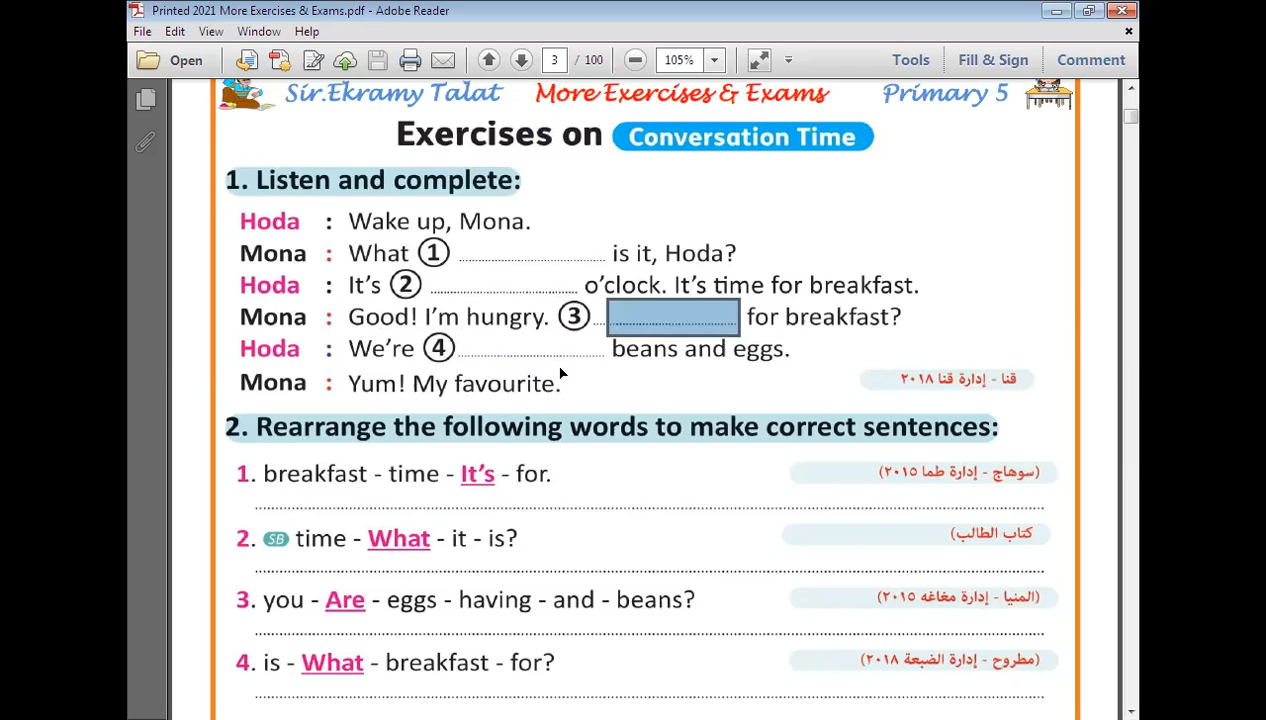 Printed 2021 More Exercises & Exams.pdf - Adobe Reader
File Edit View Window Help
Open 3 / 100 105% Tools Fill & Sign Comment
Sir.Ekramy Talat More Exercises & Exams Primary 5
Exercises on Conversation Time
1. Listen and complete:
Hoda : Wake up, Mona.
Mona : What ① .................... is it, Hoda?
Hoda : It's ② .................... o'clock. It's time for breakfast.
Mona : Good! I'm hungry. ③ .................... for breakfast?
Hoda : We're ④ .................... beans and eggs.
Mona : Yum! My favourite.
قنا - إدارة قنا ٢٠١٨
2. Rearrange the following words to make correct sentences:
1. breakfast - time - It's - for.
(سوهاج - إدارة طما ٢٠١٥)
2. SB time - What - it - is?
كتاب الطالب)
3. you - Are - eggs - having - and - beans?
(المنيا - إدارة مغاغه ٢٠١٥)
4. is - What - breakfast - for?
(مطروح - إدارة الضبعة ٢٠١٨)